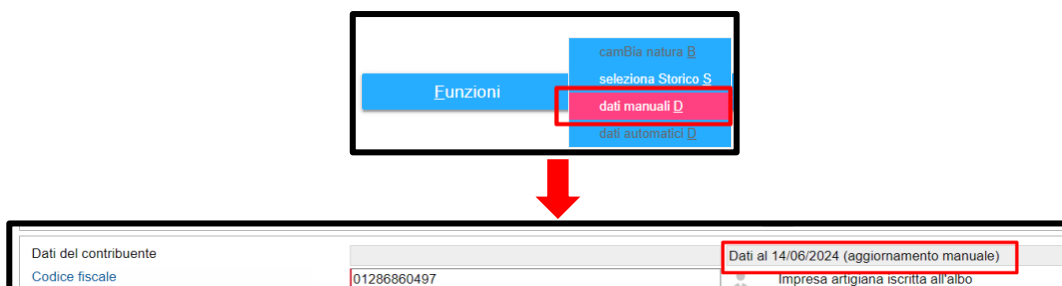 camBia natura B
seleziona Storico S
Funzioni
dati manuali D
dati automatici D
Dati del contribuente
Dati al 14/06/2024 (aggiornamento manuale)
Codice fiscale
01286860497
Impresa artigiana iscritta all'albo